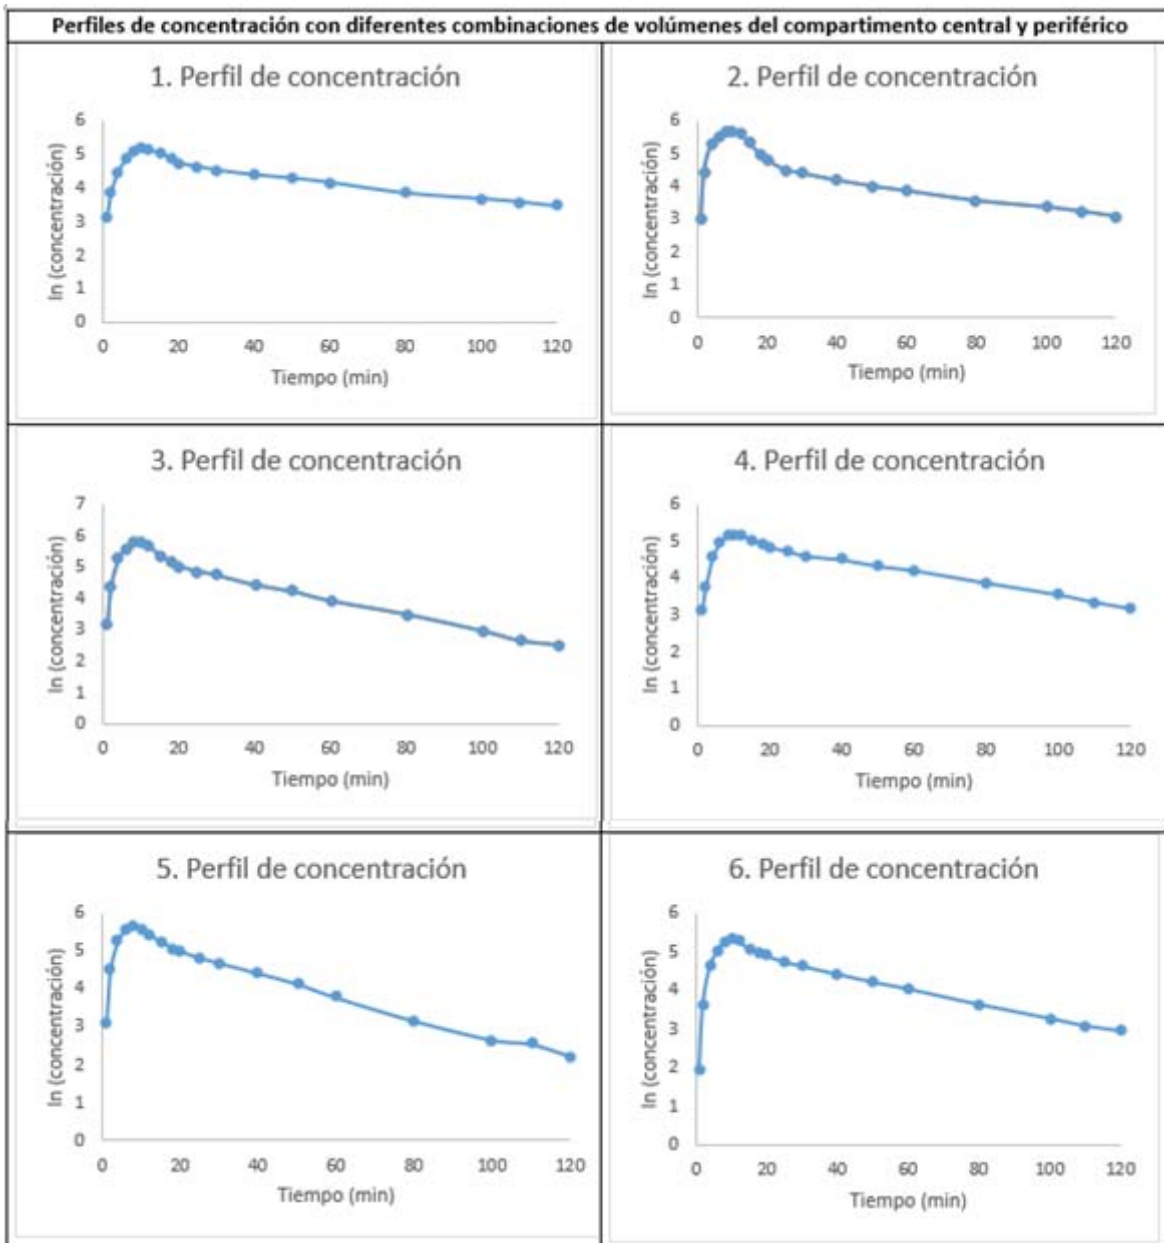 Perfiles de concentración con diferentes combinaciones de volúmenes del compartimento central y periférico
1. Perfil de concentración
6
5
4
3
2
1
0
ln (concentración)
0 20 40 60 80 100 120
Tiempo (min)
2. Perfil de concentración
6
5
4
3
2
1
0
ln (concentración)
0 20 40 60 80 100 120
Tiempo (min)
3. Perfil de concentración
7
6
5
4
3
2
1
0
ln (concentración)
0 20 40 60 80 100 120
Tiempo (min)
4. Perfil de concentración
6
5
4
3
2
1
0
ln (concentración)
0 20 40 60 80 100 120
Tiempo (min)
5. Perfil de concentración
6
5
4
3
2
1
0
ln (concentración)
0 20 40 60 80 100 120
Tiempo (min)
6. Perfil de concentración
6
5
4
3
2
1
0
ln (concentración)
0 20 40 60 80 100 120
Tiempo (min)